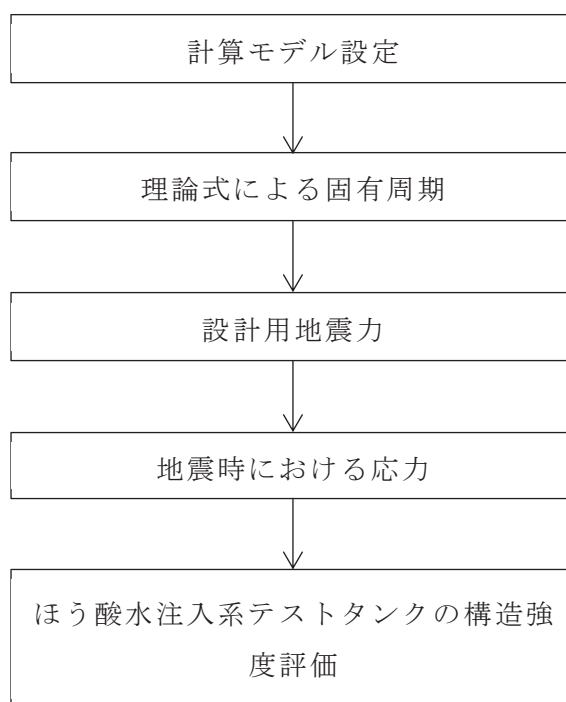 計算モデル設定
理論式による固有周期
設計用地震力
地震時における応力
ほう酸水注入系テストタンクの構造強
度評価